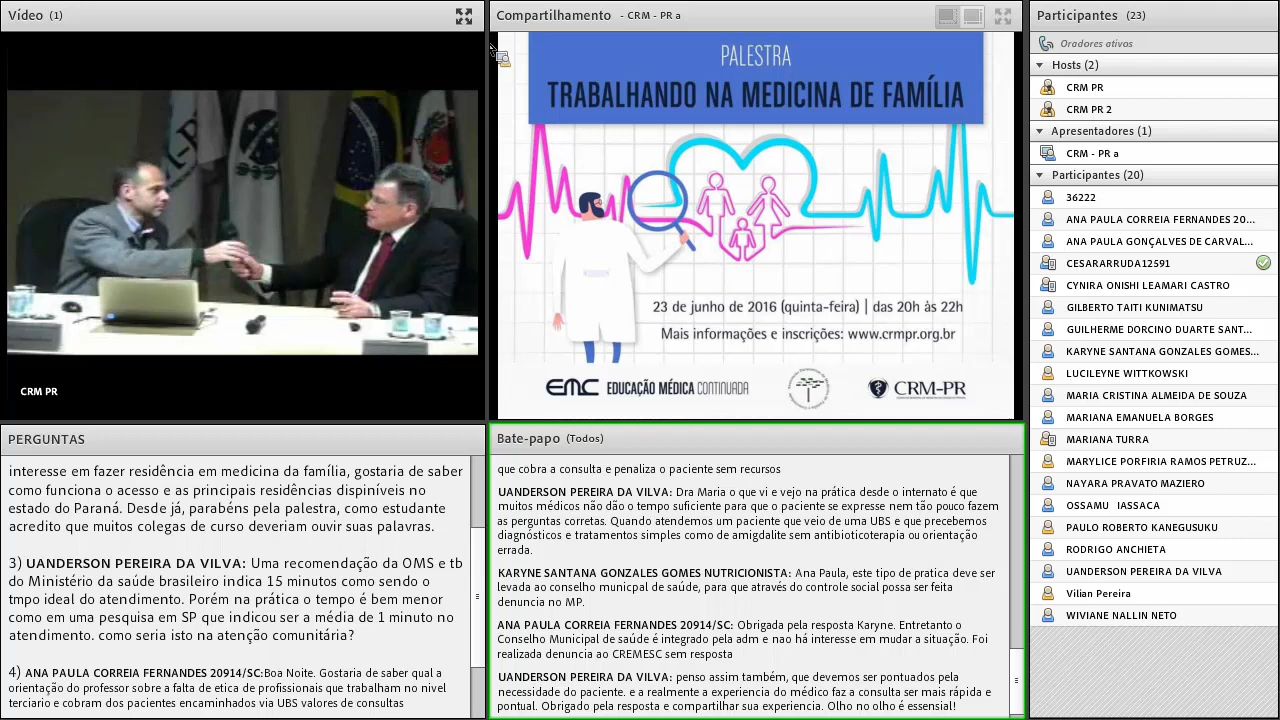 Vídeo (1)
CRM PR
Compartilhamento - CRM - PR a
PALESTRA
TRABALHANDO NA MEDICINA DE FAMÍLIA
23 de junho de 2016 (quinta-feira) | das 20h às 22h
Mais informações e inscrições: www.crmpr.org.br
EMC EDUCAÇÃO MÉDICA CONTINUADA
CRM-PR
PERGUNTAS
interesse em fazer residência em medicina da família, gostaria de saber
como funciona o acesso e as principais residências dispiníveis no
estado do Paraná. Desde já, parabéns pela palestra, como estudante
acredito que muitos colegas de curso deveriam ouvir suas palavras.
3) UANDERSON PEREIRA DA VILVA: Uma recomendação da OMS e tb
do Ministério da saúde brasileiro indica 15 minutos como sendo o
tmpo ideal do atendimento. Porém na prática o tempo é bem menor
como em uma pesquisa em SP que indicou ser a média de 1 minuto no
atendimento. como seria isto na atenção comunitária?
4) ANA PAULA CORREIA FERNANDES 20914/SC:Boa Noite. Gostaria de saber qual a
orientação do professor sobre a falta de etica de profissionais que trabalham no nivel
terciario e cobram dos pacientes encaminhados via UBS valores de consultas
Bate-papo (Todos)
que cobra a consulta e penaliza o paciente sem recursos
UANDERSON PEREIRA DA VILVA: Dra Maria o que vi e vejo na prática desde o internato é que
muitos médicos não dão o tempo suficiente para que o paciente se expresse nem tão pouco fazem
as perguntas corretas. Quando atendemos um paciente que veio de uma UBS e que precebemos
diagnósticos e tratamentos simples como de amigdalite sem antibioticoterapia ou orientação
errada.
KARYNE SANTANA GONZALES GOMES NUTRICIONISTA: Ana Paula, este tipo de pratica deve ser
levada ao conselho municpal de saúde, para que através do controle social possa ser feita
denuncia no MP.
ANA PAULA CORREIA FERNANDES 20914/SC: Obrigada pela resposta Karyne. Entretanto o
Conselho Municipal de saúde é integrado pela adm e nao há interesse em mudar a situação. Foi
realizada denuncia ao CREMESC sem resposta
UANDERSON PEREIRA DA VILVA: penso assim também, que devemos ser pontuados pela
necessidade do paciente. e a realmente a experiencia do médico faz a consulta ser mais rápida e
pontual. Obrigado pela resposta e compartilhar sua experiencia. Olho no olho é essensial!
Participantes (23)
Oradores ativos
Hosts (2)
CRM PR
CRM PR 2
Apresentadores (1)
CRM - PR a
Participantes (20)
36222
ANA PAULA CORREIA FERNANDES 20...
ANA PAULA GONÇALVES DE CARVAL...
CESARARRUDA12591
CYNIRA ONISHI LEAMARI CASTRO
GILBERTO TAITI KUNIMATSU
GUILHERME DORCINO DUARTE SANT...
KARYNE SANTANA GONZALES GOMES...
LUCILEYNE WITTKOWSKI
MARIA CRISTINA ALMEIDA DE SOUZA
MARIANA EMANUELA BORGES
MARIANA TURRA
MARYLICE PORFIRIA RAMOS PETRUZ...
NAYARA PRAVATO MAZIERO
OSSAMU IASSACA
PAULO ROBERTO KANEGUSUKU
RODRIGO ANCHIETA
UANDERSON PEREIRA DA VILVA
Vilian Pereira
WIVIANE NALLIN NETO